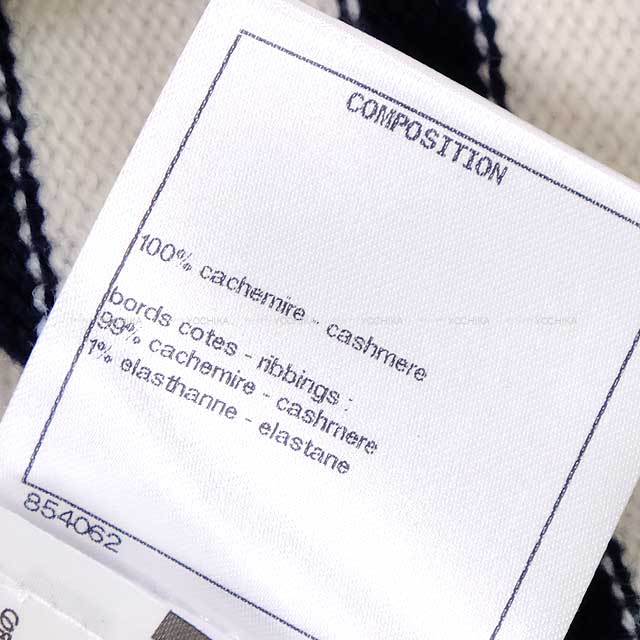 COMPOSITION
100% cachemire - cashmere
bords cotes - ribbings :
99% cachemire - cashmere
1% elasthanne - elastane
854062